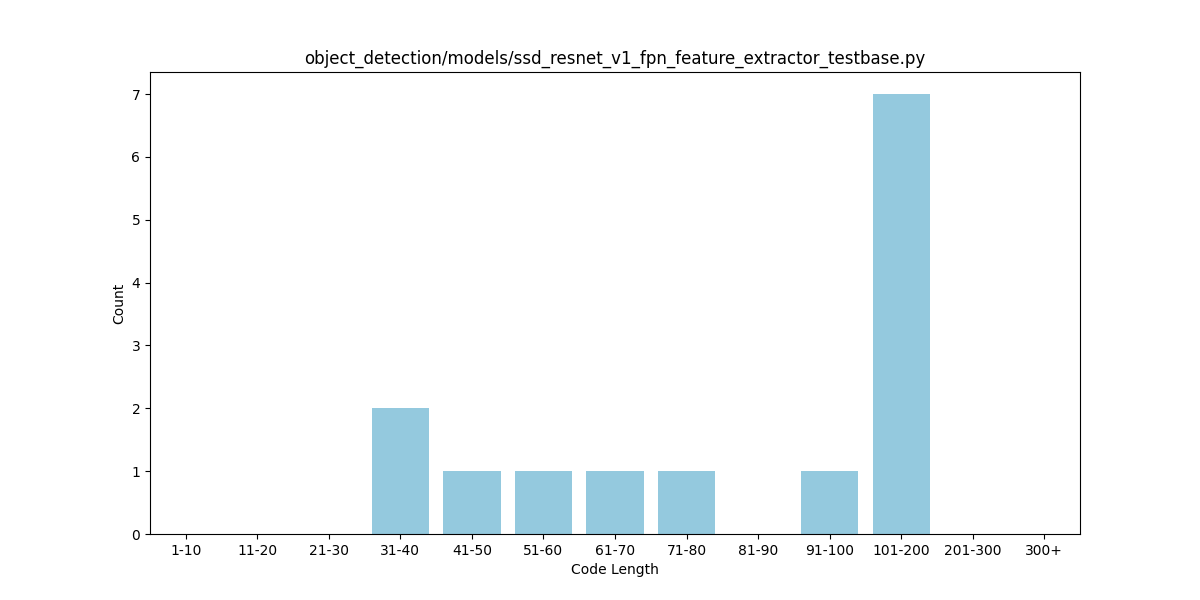 object_detection/models/ssd_resnet_v1_fpn_feature_extractor_testbase.py
7
6
5
4
3
2
1
0
Count
1-10 11-20 21-30 31-40 41-50 51-60 61-70 71-80 81-90 91-100 101-200 201-300 300+
Code Length